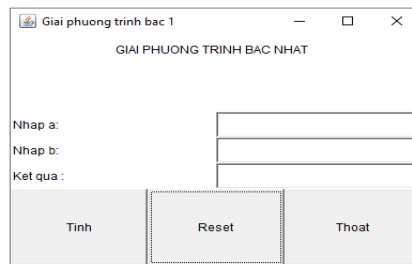 Giai phuong trinh bac 1
GIAI PHUONG TRINH BAC NHAT
Nhap a:
Nhap b:
Ket qua :
Tinh Reset Thoat